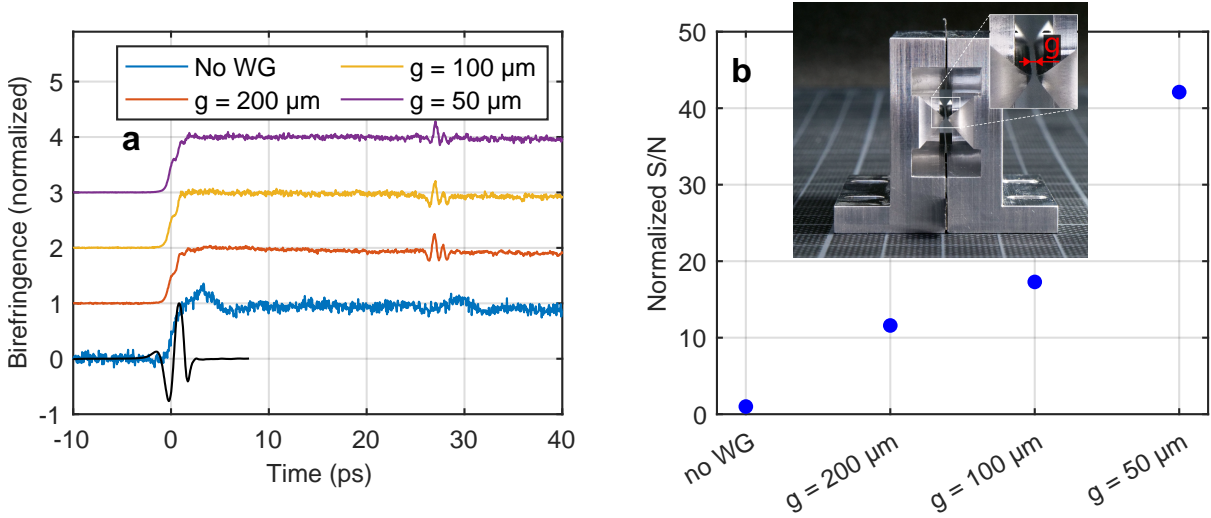 Birefringence (normalized)
5
4
3
2
1
0
-1
No WG
g = 100 µm
g = 200 µm
g = 50 µm
a
-10
0
10
20
30
40
Time (ps)
Normalized S/N
50
40
30
20
10
0
b
g
no WG
g = 200 µm
g = 100 µm
g = 50 µm